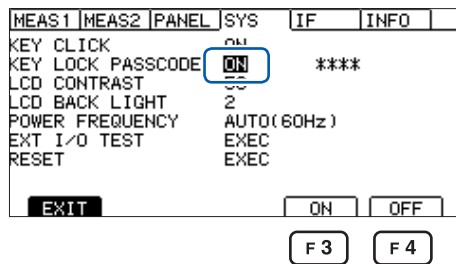 MEAS1 MEAS2 PANEL SYS IF INFO
KEY CLICK ON
KEY LOCK PASSCODE ON ****
LCD CONTRAST 50
LCD BACK LIGHT 2
POWER FREQUENCY AUTO(60Hz)
EXT I/O TEST EXEC
RESET EXEC
EXIT ON OFF
F3 F4